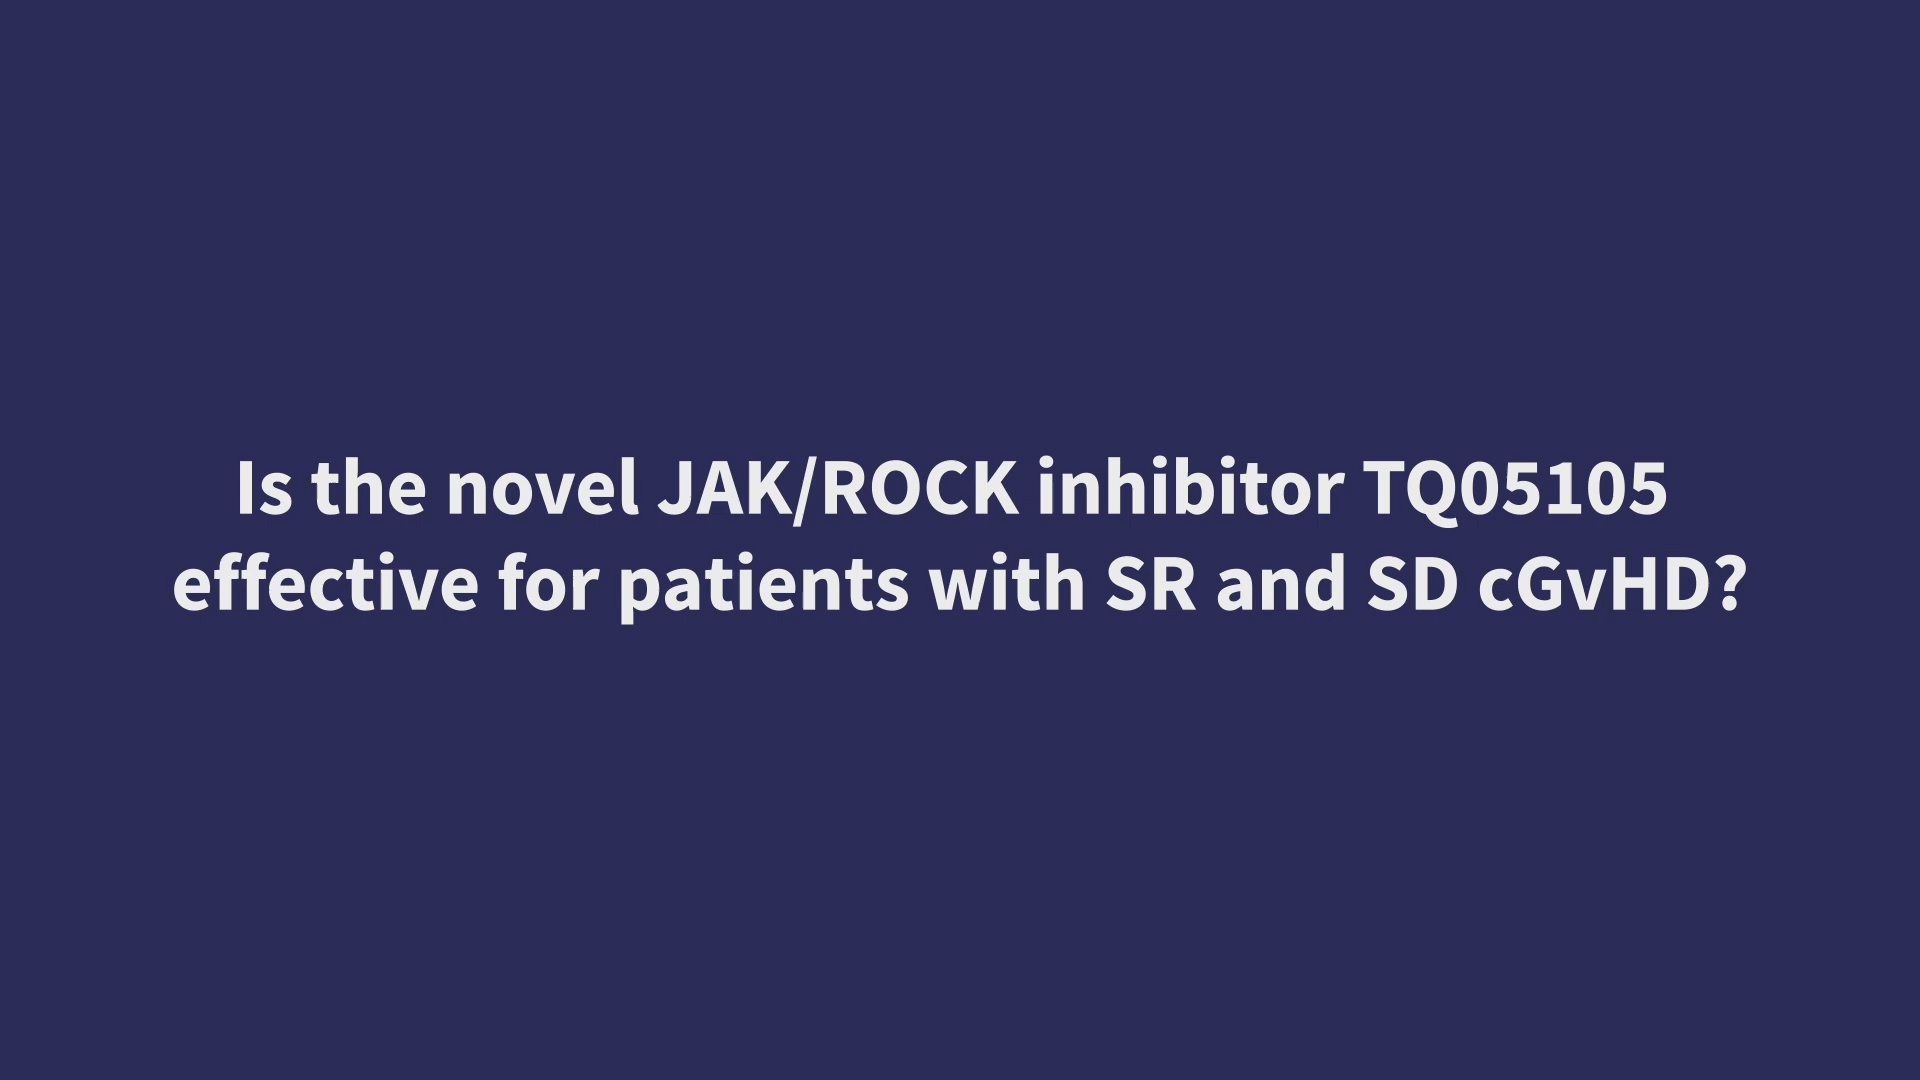 Is the novel JAK/ROCK inhibitor TQ05105
effective for patients with SR and SD cGvHD?